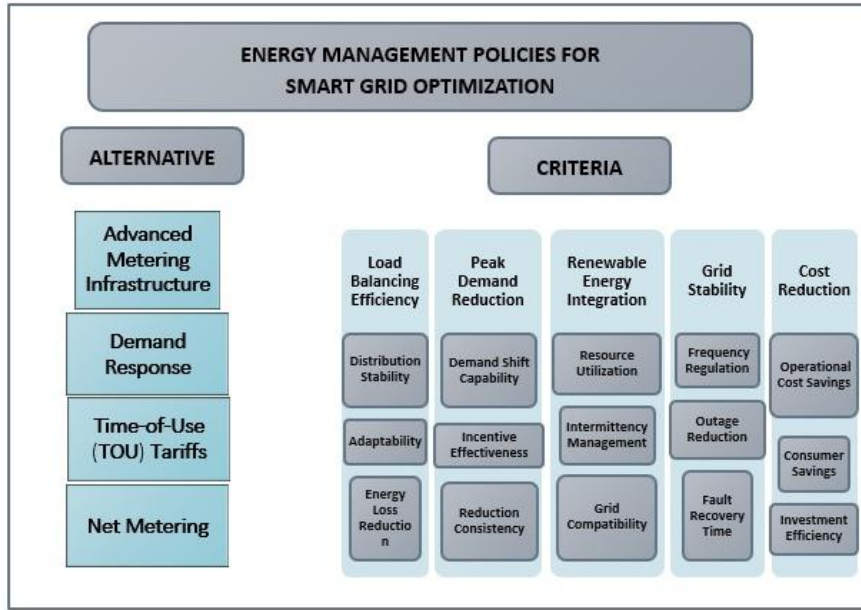 ENERGY MANAGEMENT POLICIES FOR
SMART GRID OPTIMIZATION
ALTERNATIVE
CRITERIA
Advanced
Metering
Infrastructure
Demand
Response
Time-of-Use
(TOU) Tariffs
Net Metering
Load
Balancing
Efficiency
Distribution
Stability
Adaptability
Energy
Loss
Reductio
n
Peak
Demand
Reduction
Demand Shift
Capability
Incentive
Effectiveness
Reduction
Consistency
Renewable
Energy
Integration
Resource
Utilization
Intermittency
Management
Grid
Compatibility
Grid
Stability
Frequency
Regulation
Outage
Reduction
Fault
Recovery
Time
Cost
Reduction
Operational
Cost Savings
Consumer
Savings
Investment
Efficiency